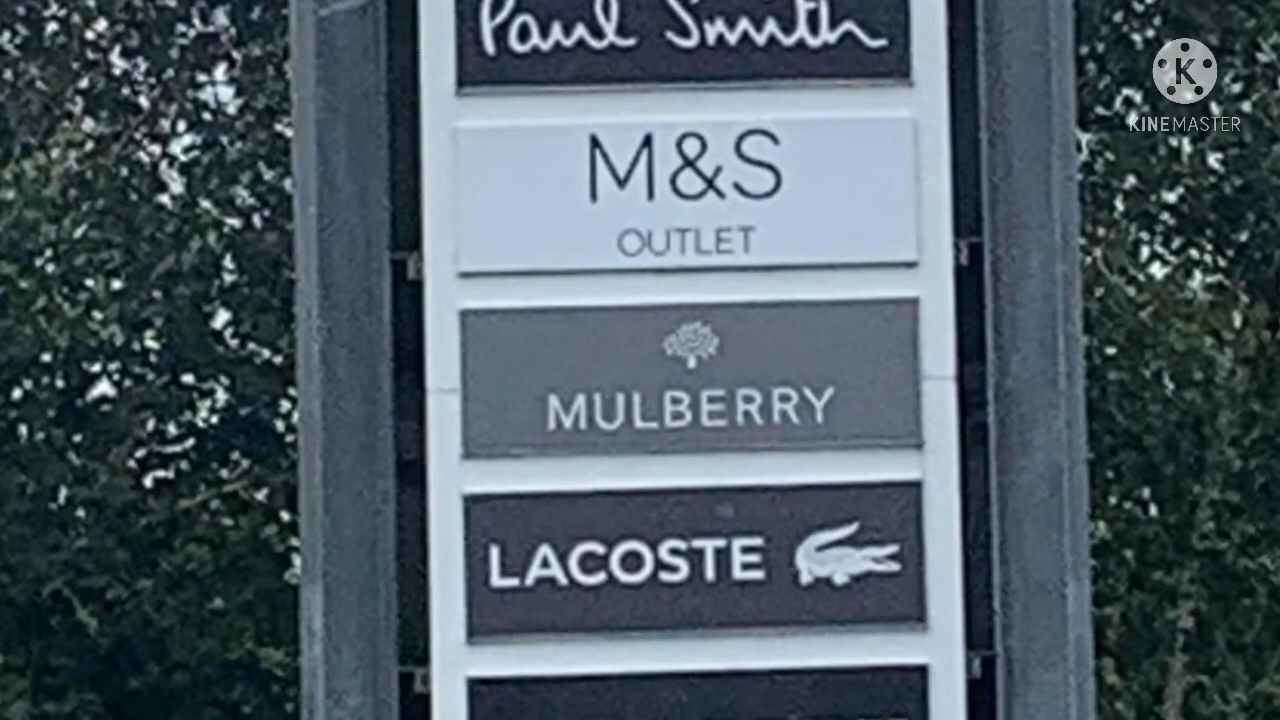 Paul Smith
K
KINEMASTER
M&S
OUTLET
MULBERRY
LACOSTE